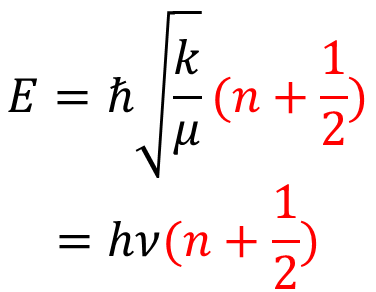 E = ħ√(k/μ) (n + 1/2)
= hν(n + 1/2)